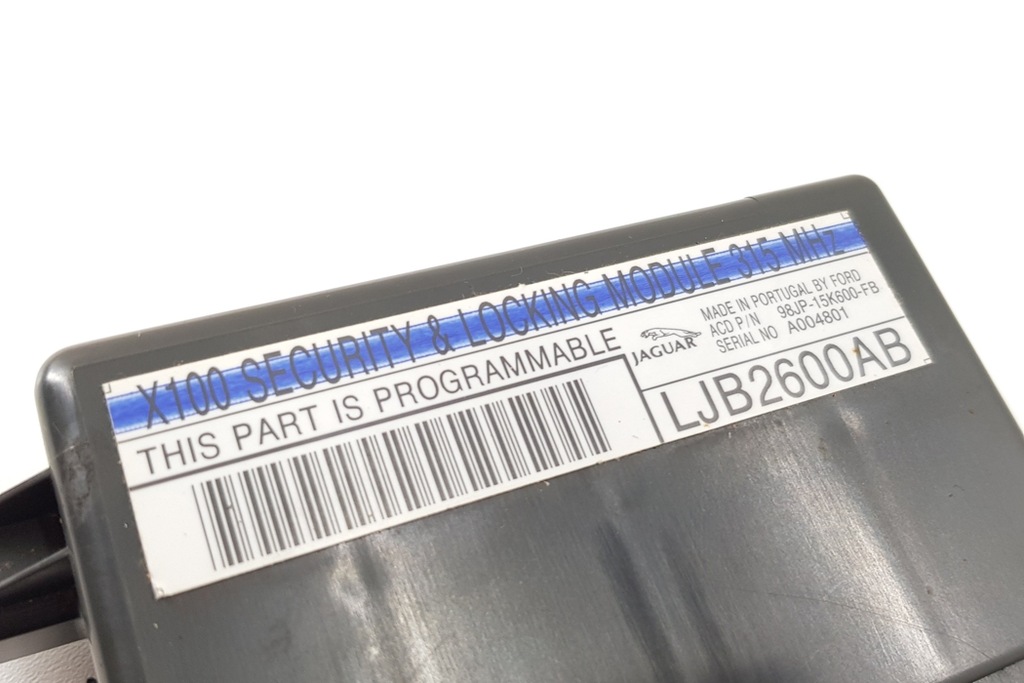 X100 SECURITY & LOCKING MODULE 315 MHz
THIS PART IS PROGRAMMABLE
JAGUAR
MADE IN PORTUGAL BY FORD
ACD P/N 98JP-15K600-FB
SERIAL NO A004801
LJB2600AB